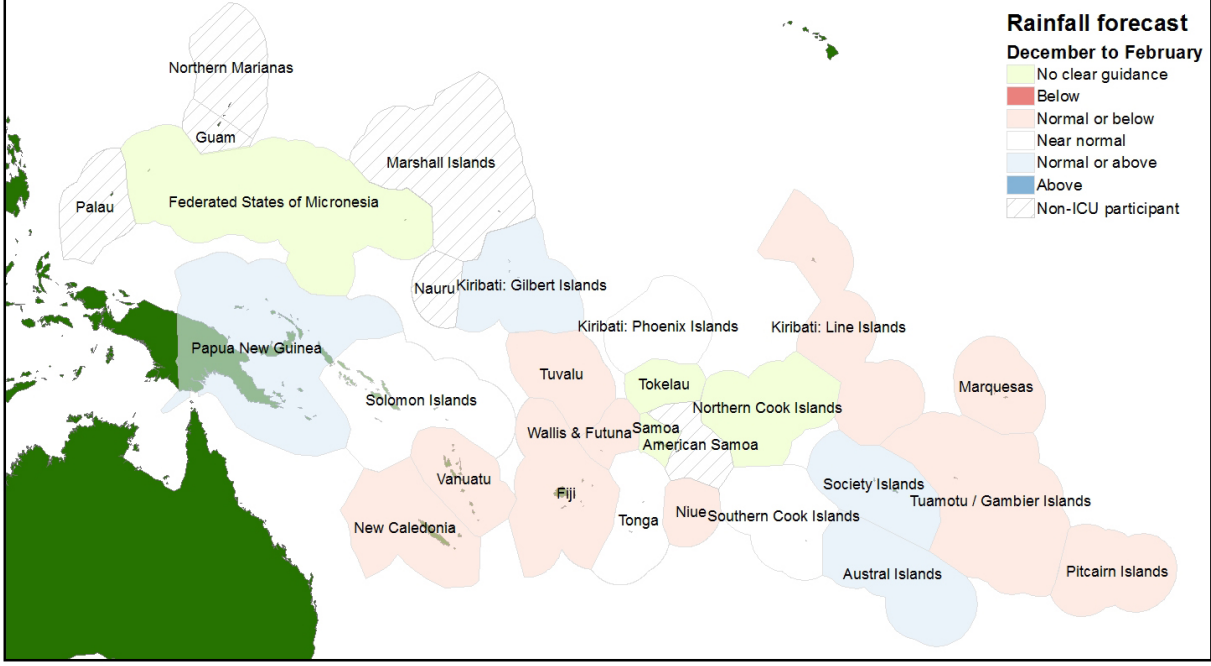 Rainfall forecast
December to February
No clear guidance
Below
Normal or below
Near normal
Normal or above
Above
Non-ICU participant
Northern Marianas
Guam
Marshall Islands
Palau
Federated States of Micronesia
Nauru
Kiribati: Gilbert Islands
Kiribati: Phoenix Islands
Kiribati: Line Islands
Papua New Guinea
Tuvalu
Tokelau
Marquesas
Solomon Islands
Northern Cook Islands
Wallis & Futuna
Samoa
American Samoa
Vanuatu
Society Islands
Fiji
Tuamotu / Gambier Islands
New Caledonia
Tonga
Niue
Southern Cook Islands
Austral Islands
Pitcairn Islands